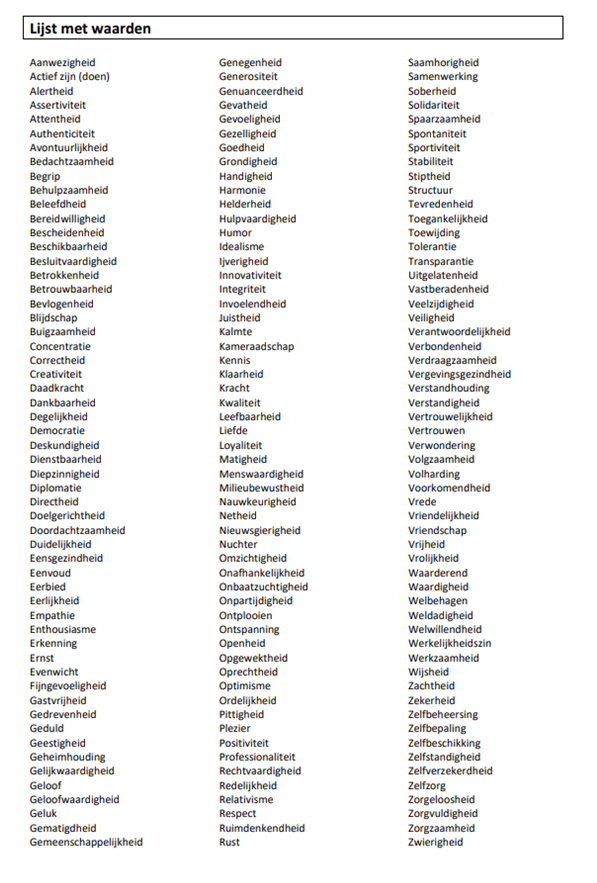 Lijst met waarden
Aanwezigheid
Actief zijn (doen)
Alertheid
Assertiviteit
Attentheid
Authenticiteit
Avontuurlijkheid
Bedachtzaamheid
Begrip
Behulpzaamheid
Beleefdheid
Bereidwilligheid
Bescheidenheid
Beschikbaarheid
Besluitvaardigheid
Betrokkenheid
Betrouwbaarheid
Bevlogenheid
Blijdschap
Buigzaamheid
Concentratie
Correctheid
Creativiteit
Daadkracht
Dankbaarheid
Degelijkheid
Democratie
Deskundigheid
Dienstbaarheid
Diepzinnigheid
Diplomatie
Directheid
Doelgerichtheid
Doordachtzaamheid
Duidelijkheid
Eensgezindheid
Eenvoud
Eerbied
Eerlijkheid
Empathie
Enthousiasme
Erkenning
Ernst
Evenwicht
Fijngevoeligheid
Gastvrijheid
Gedrevenheid
Geduld
Geestigheid
Geheimhouding
Gelijkwaardigheid
Geloof
Geloofwaardigheid
Geluk
Gematigdheid
Gemeenschappelijkheid
Genegenheid
Generositeit
Genuanceerdheid
Gevatheid
Gevoeligheid
Gezelligheid
Goedheid
Grondigheid
Handigheid
Harmonie
Helderheid
Hulpvaardigheid
Humor
Idealisme
Ijverigheid
Innovativiteit
Integriteit
Invoelendheid
Juistheid
Kalmte
Kameraadschap
Kennis
Klaarheid
Kracht
Kwaliteit
Leefbaarheid
Liefde
Loyaliteit
Matigheid
Menswaardigheid
Milieubewustheid
Nauwkeurigheid
Netheid
Nieuwsgierigheid
Nuchter
Omzichtigheid
Onafhankelijkheid
Onbaatzuchtigheid
Onpartijdigheid
Ontplooien
Ontspanning
Openheid
Opgewektheid
Oprechtheid
Optimisme
Ordelijkheid
Pittigheid
Plezier
Positiviteit
Professionaliteit
Rechtvaardigheid
Redelijkheid
Relativisme
Respect
Ruimdenkendheid
Rust
Saamhorigheid
Samenwerking
Soberheid
Solidariteit
Spaarzaamheid
Spontaniteit
Sportiviteit
Stabiliteit
Stiptheid
Structuur
Tevredenheid
Toegankelijkheid
Toewijding
Tolerantie
Transparantie
Uitgelatenheid
Vastberadenheid
Veelzijdigheid
Veiligheid
Verantwoordelijkheid
Verbondenheid
Verdraagzaamheid
Vergevingsgezindheid
Verstandhouding
Verstandigheid
Vertrouwelijkheid
Vertrouwen
Verwondering
Volgzaamheid
Volharding
Voorkomendheid
Vrede
Vriendelijkheid
Vriendschap
Vrijheid
Vrolijkheid
Waarderend
Waardigheid
Welbehagen
Weldadigheid
Welwillendheid
Werkelijkheidszin
Werkzaamheid
Wijsheid
Zachtheid
Zekerheid
Zelfbeheersing
Zelfbepaling
Zelfbeschikking
Zelfstandigheid
Zelfverzekerdheid
Zelfzorg
Zorgeloosheid
Zorgvuldigheid
Zorgzaamheid
Zwierigheid